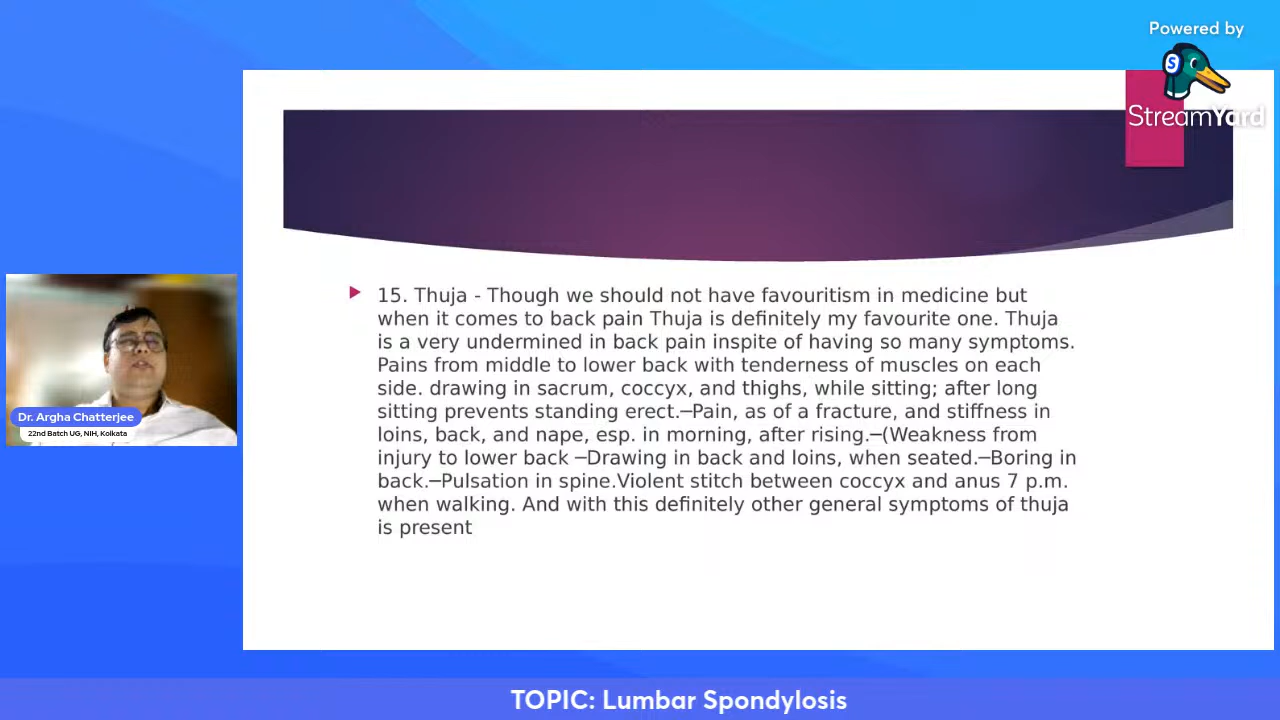 Powered by
S
StreamYard
15. Thuja - Though we should not have favouritism in medicine but
when it comes to back pain Thuja is definitely my favourite one. Thuja
is a very undermined in back pain inspite of having so many symptoms.
Pains from middle to lower back with tenderness of muscles on each
side. drawing in sacrum, coccyx, and thighs, while sitting; after long
sitting prevents standing erect.—Pain, as of a fracture, and stiffness in
loins, back, and nape, esp. in morning, after rising.—(Weakness from
injury to lower back —Drawing in back and loins, when seated.—Boring in
back.—Pulsation in spine.Violent stitch between coccyx and anus 7 p.m.
when walking. And with this definitely other general symptoms of thuja
is present
Dr. Argha Chatterjee
22nd Batch UG, NIH, Kolkata
TOPIC: Lumbar Spondylosis